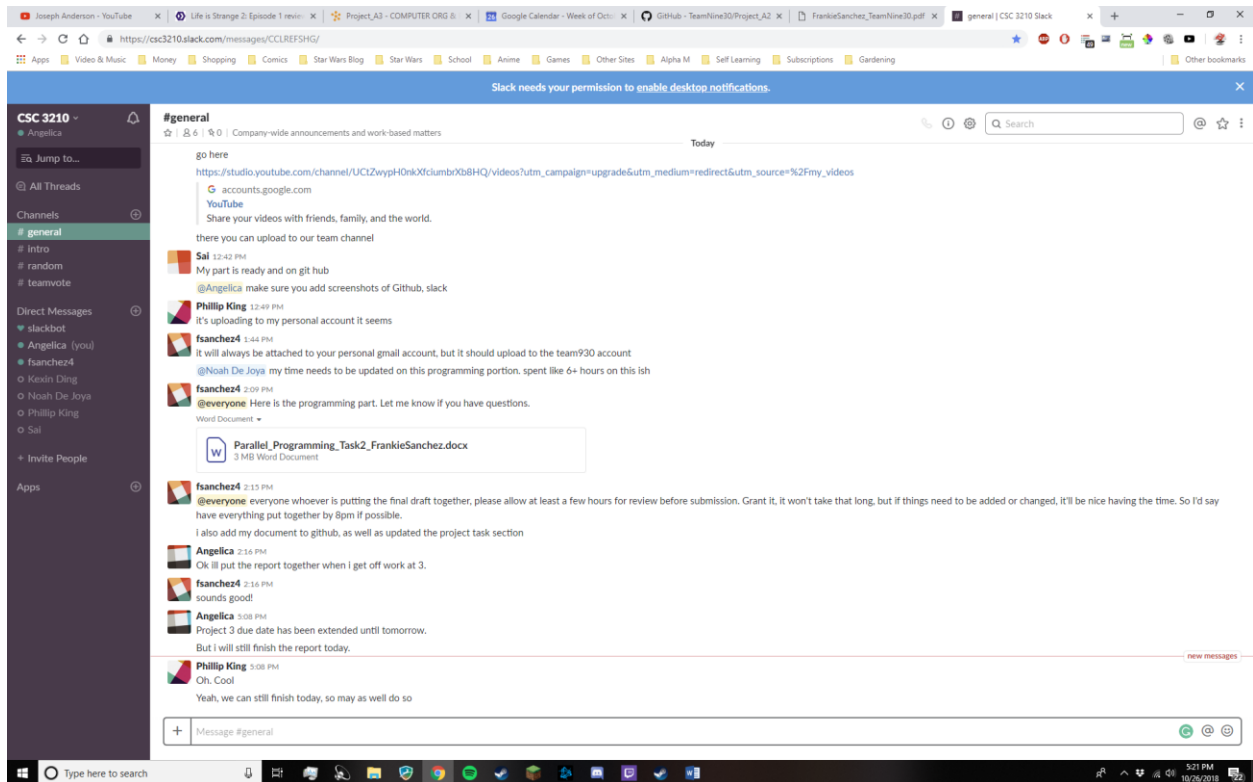 Joseph Anderson - YouTube
Life is Strange 2: Episode 1 review
Project_A3 - COMPUTER ORG &
Google Calendar - Week of Octo
GitHub - TeamNine30/Project_A2
FrankieSanchez_TeamNine30.pdf
general | CSC 3210 Slack
https://csc3210.slack.com/messages/CCLREFSHG/
Apps Video & Music Money Shopping Comics Star Wars Blog Star Wars School Anime Games Other Sites Alpha M Self Learning Subscriptions Gardening Other bookmarks
Slack needs your permission to enable desktop notifications.
CSC 3210
Angelica
Jump to...
All Threads
Channels
# general
# intro
# random
# teamvote
Direct Messages
slackbot
Angelica (you)
fsanchez4
Kexin Ding
Noah De Joya
Phillip King
Sai
+ Invite People
Apps
#general
6 | 0 | Company-wide announcements and work-based matters
Search
Today
go here
https://studio.youtube.com/channel/UCtZwypH0nkXfciumbrXb8HQ/videos?utm_campaign=upgrade&utm_medium=redirect&utm_source=%2Fmy_videos
accounts.google.com
YouTube
Share your videos with friends, family, and the world.
there you can upload to our team channel
Sai 12:42 PM
My part is ready and on git hub
@Angelica make sure you add screenshots of Github, slack
Phillip King 12:49 PM
it's uploading to my personal account it seems
fsanchez4 1:44 PM
it will always be attached to your personal gmail account, but it should upload to the team930 account
@Noah De Joya my time needs to be updated on this programming portion. spent like 6+ hours on this ish
fsanchez4 2:09 PM
@everyone Here is the programming part. Let me know if you have questions.
Word Document
W
Parallel_Programming_Task2_FrankieSanchez.docx
3 MB Word Document
fsanchez4 2:15 PM
@everyone everyone whoever is putting the final draft together, please allow at least a few hours for review before submission. Grant it, it won't take that long, but if things need to be added or changed, it'll be nice having the time. So I'd say
have everything put together by 8pm if possible.
i also add my document to github, as well as updated the project task section
Angelica 2:16 PM
Ok ill put the report together when i get off work at 3.
fsanchez4 2:16 PM
sounds good!
Angelica 5:08 PM
Project 3 due date has been extended until tomorrow.
But i will still finish the report today.
new messages
Phillip King 5:08 PM
Oh. Cool
Yeah, we can still finish today, so may as well do so
Message #general
Type here to search
5:21 PM
10/26/2018